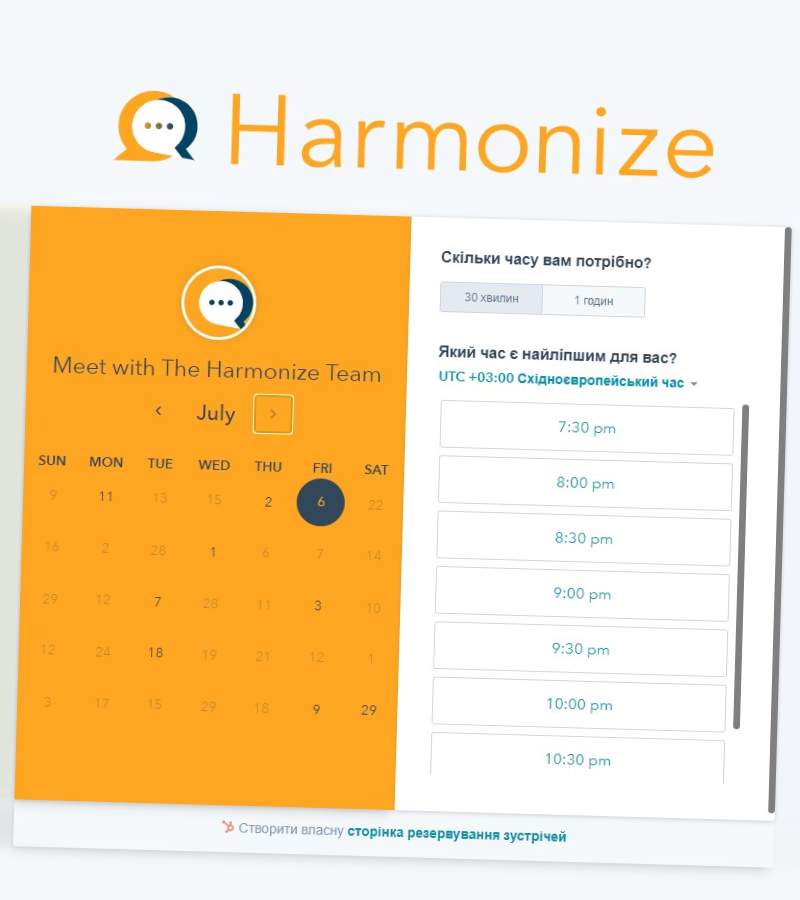 Harmonize
Meet with The Harmonize Team
July
SUN MON TUE WED THU FRI SAT
9 11 13 15 2 6 22
16 2 28 1 6 7 14
29 12 7 28 11 3 10
12 24 18 19 21 12 1
3 17 15 29 18 9 29
Скільки часу вам потрібно?
30 хвилин 1 годин
Який час є найліпшим для вас?
UTC +03:00 Східноєвропейський час
7:30 pm
8:00 pm
8:30 pm
9:00 pm
9:30 pm
10:00 pm
10:30 pm
Створити власну сторінка резервування зустрічей